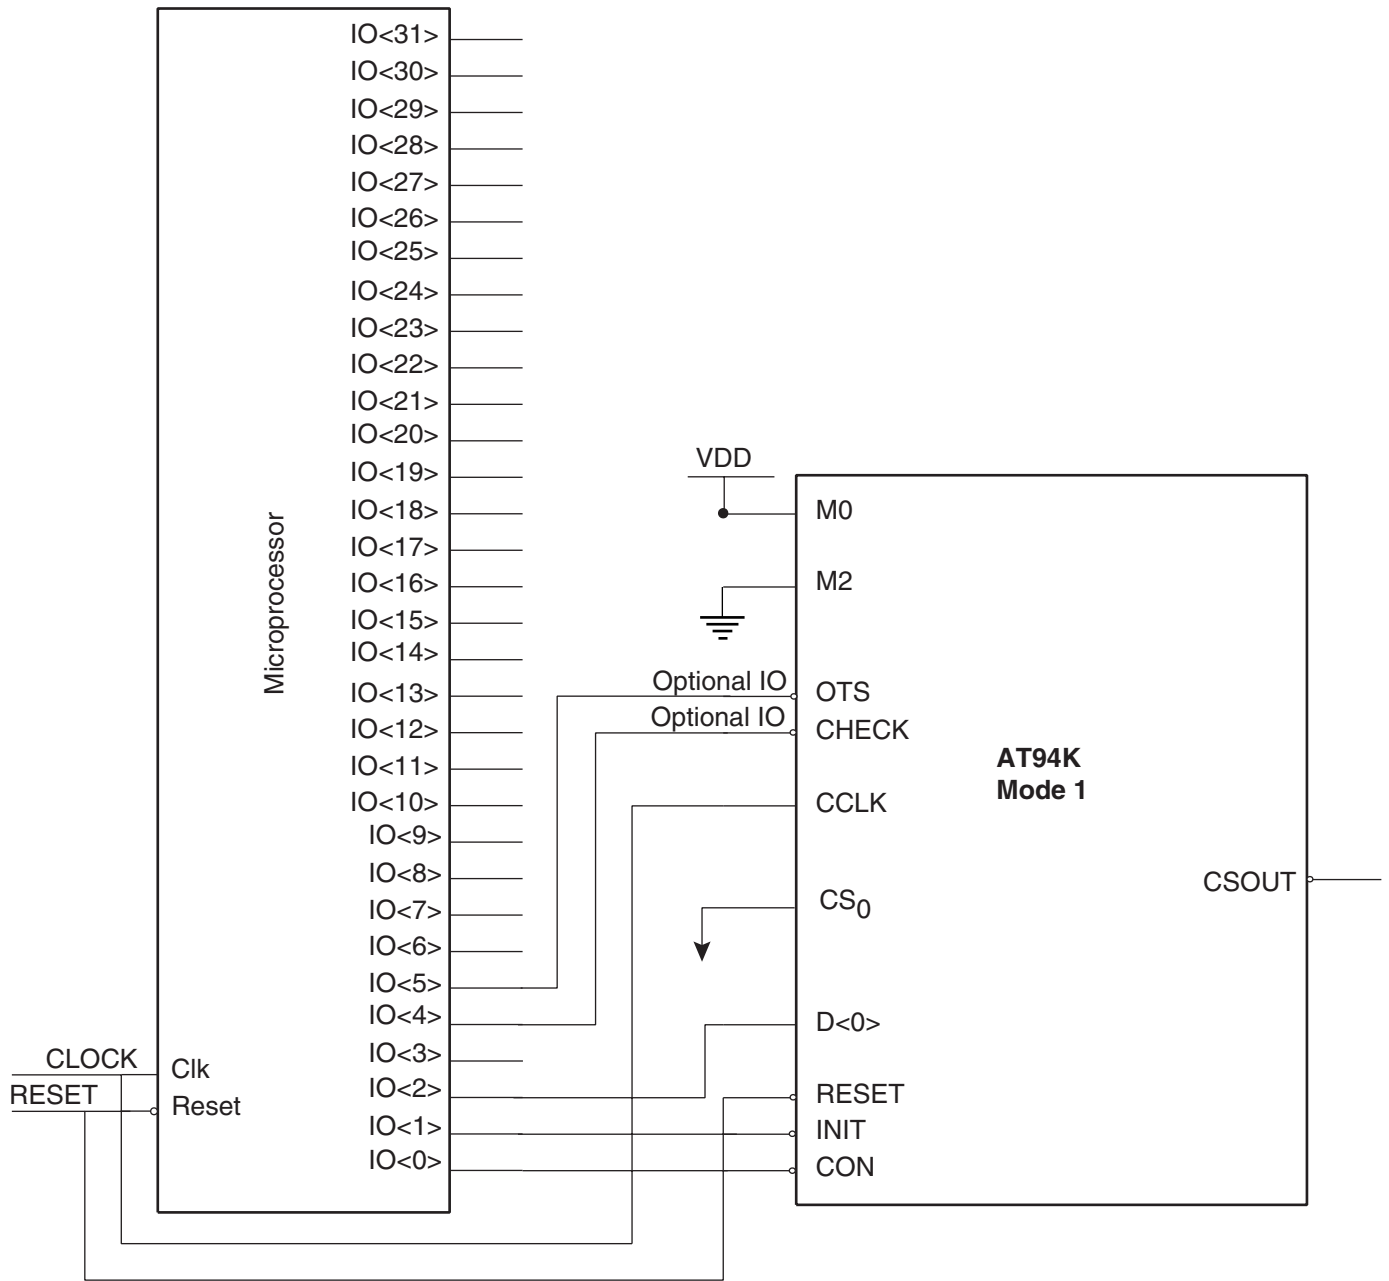 IO<31>
IO<30>
IO<29>
IO<28>
IO<27>
IO<26>
IO<25>
IO<24>
IO<23>
IO<22>
IO<21>
IO<20>
IO<19>
IO<18>
IO<17>
IO<16>
IO<15>
IO<14>
IO<13>
IO<12>
IO<11>
IO<10>
IO<9>
IO<8>
IO<7>
IO<6>
IO<5>
IO<4>
IO<3>
IO<2>
IO<1>
IO<0>
Microprocessor
CLOCK
Clk
RESET
Reset
VDD
M0
M2
Optional IO
OTS
Optional IO
CHECK
AT94K
Mode 1
CCLK
CS0
CSOUT
D<0>
RESET
INIT
CON